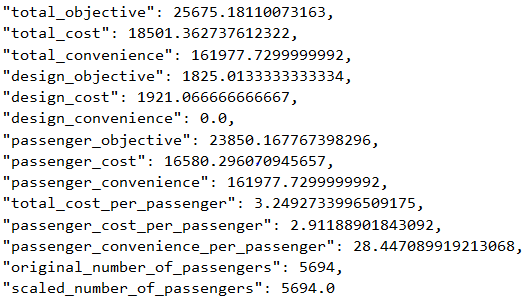 "total_objective": 25675.18110073163,
"total_cost": 18501.362737612322,
"total_convenience": 161977.7299999992,
"design_objective": 1825.0133333333334,
"design_cost": 1921.066666666667,
"design_convenience": 0.0,
"passenger_objective": 23850.167767398296,
"passenger_cost": 16580.296070945657,
"passenger_convenience": 161977.7299999992,
"total_cost_per_passenger": 3.2492733996509175,
"passenger_cost_per_passenger": 2.91188901843092,
"passenger_convenience_per_passenger": 28.447089919213068,
"original_number_of_passengers": 5694,
"scaled_number_of_passengers": 5694.0